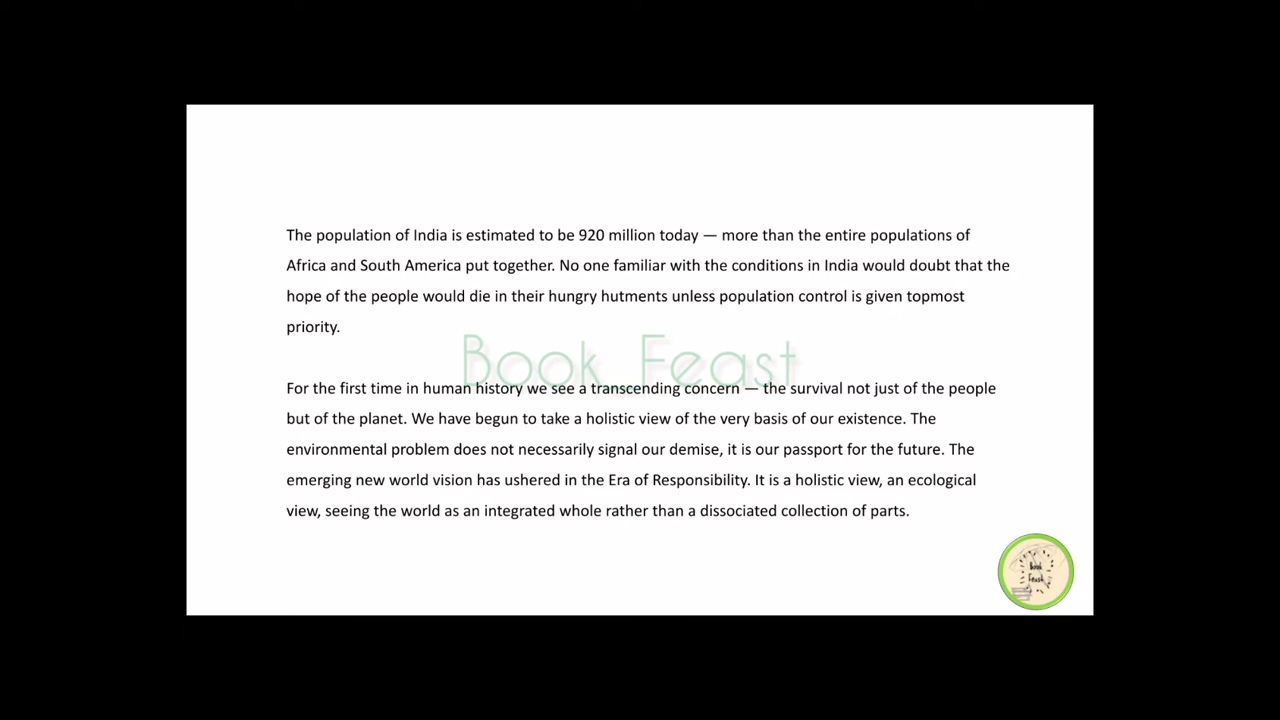 The population of India is estimated to be 920 million today — more than the entire populations of
Africa and South America put together. No one familiar with the conditions in India would doubt that the
hope of the people would die in their hungry hutments unless population control is given topmost
priority.
Book Feast
For the first time in human history we see a transcending concern — the survival not just of the people
but of the planet. We have begun to take a holistic view of the very basis of our existence. The
environmental problem does not necessarily signal our demise, it is our passport for the future. The
emerging new world vision has ushered in the Era of Responsibility. It is a holistic view, an ecological
view, seeing the world as an integrated whole rather than a dissociated collection of parts.
Book
Feast